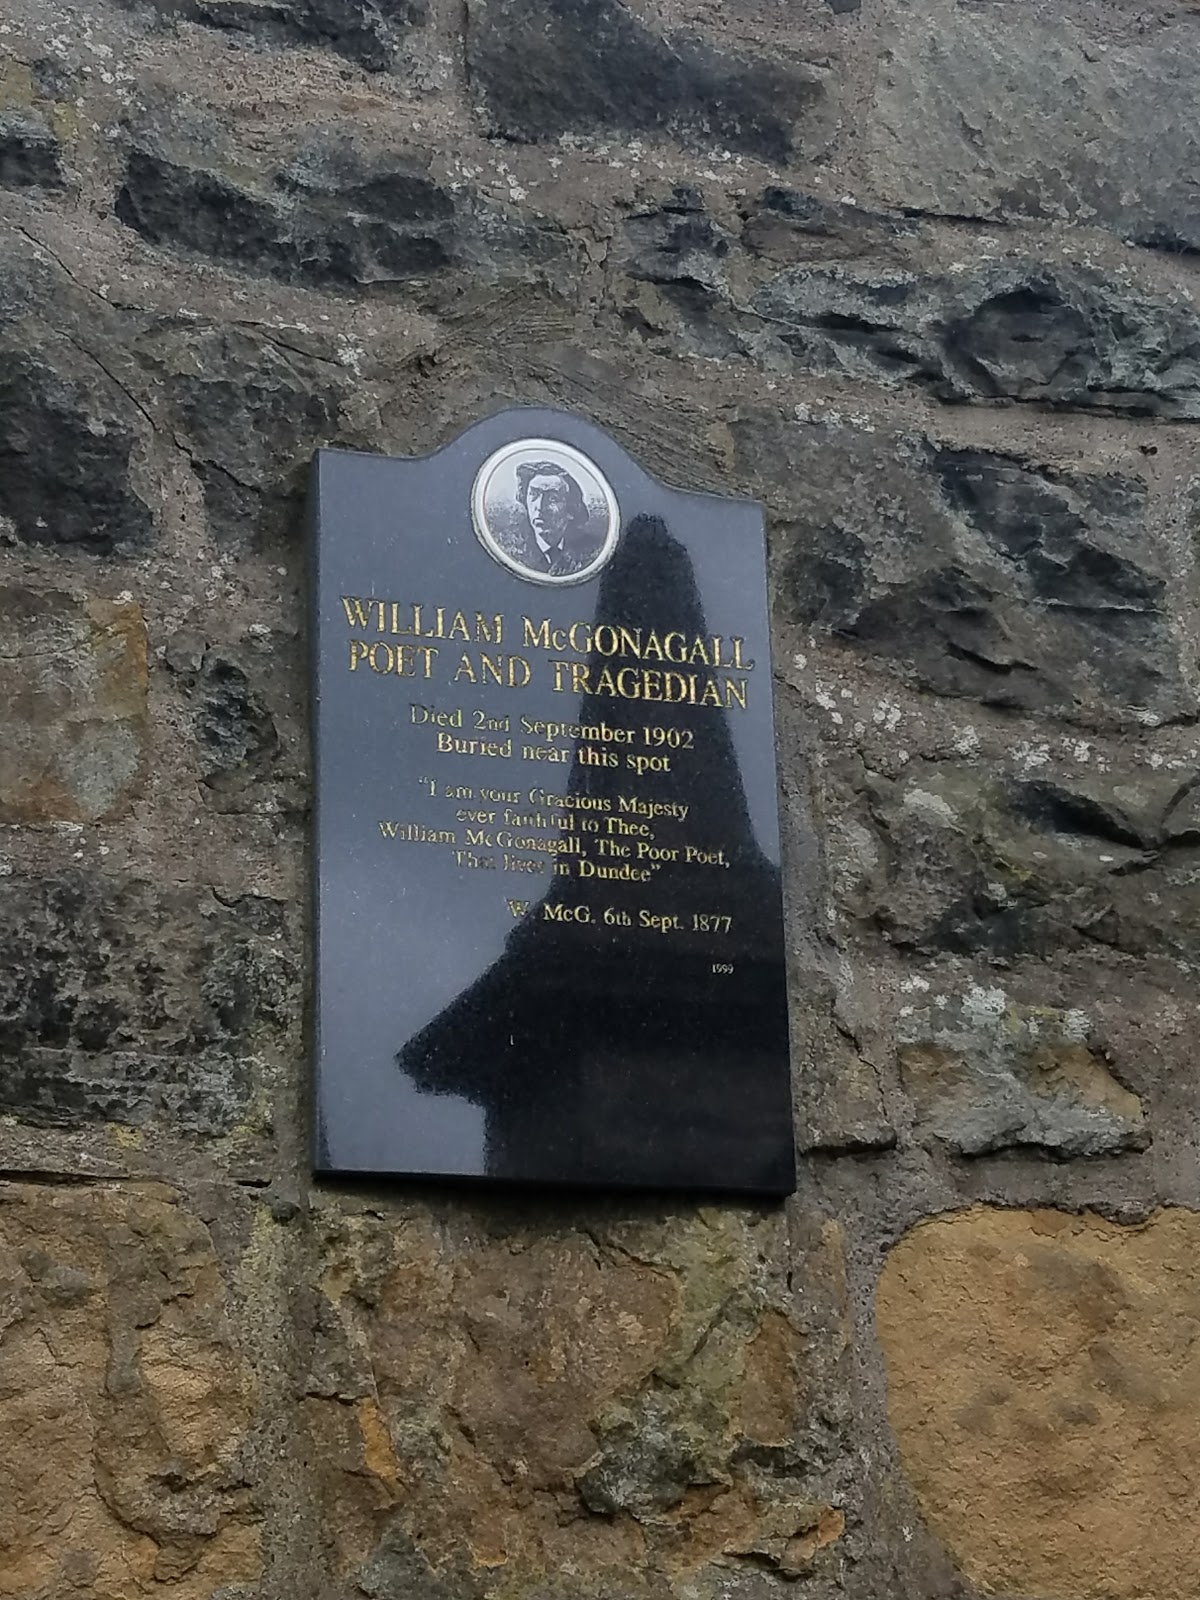 WILLIAM McGONAGALL
POET AND TRAGEDIAN
Died 2nd September 1902
Buried near this spot
"I am your Gracious Majesty
ever faithful to Thee,
William McGonagall, The Poor Poet,
That lives in Dundee"
W. McG. 6th Sept. 1877
1999